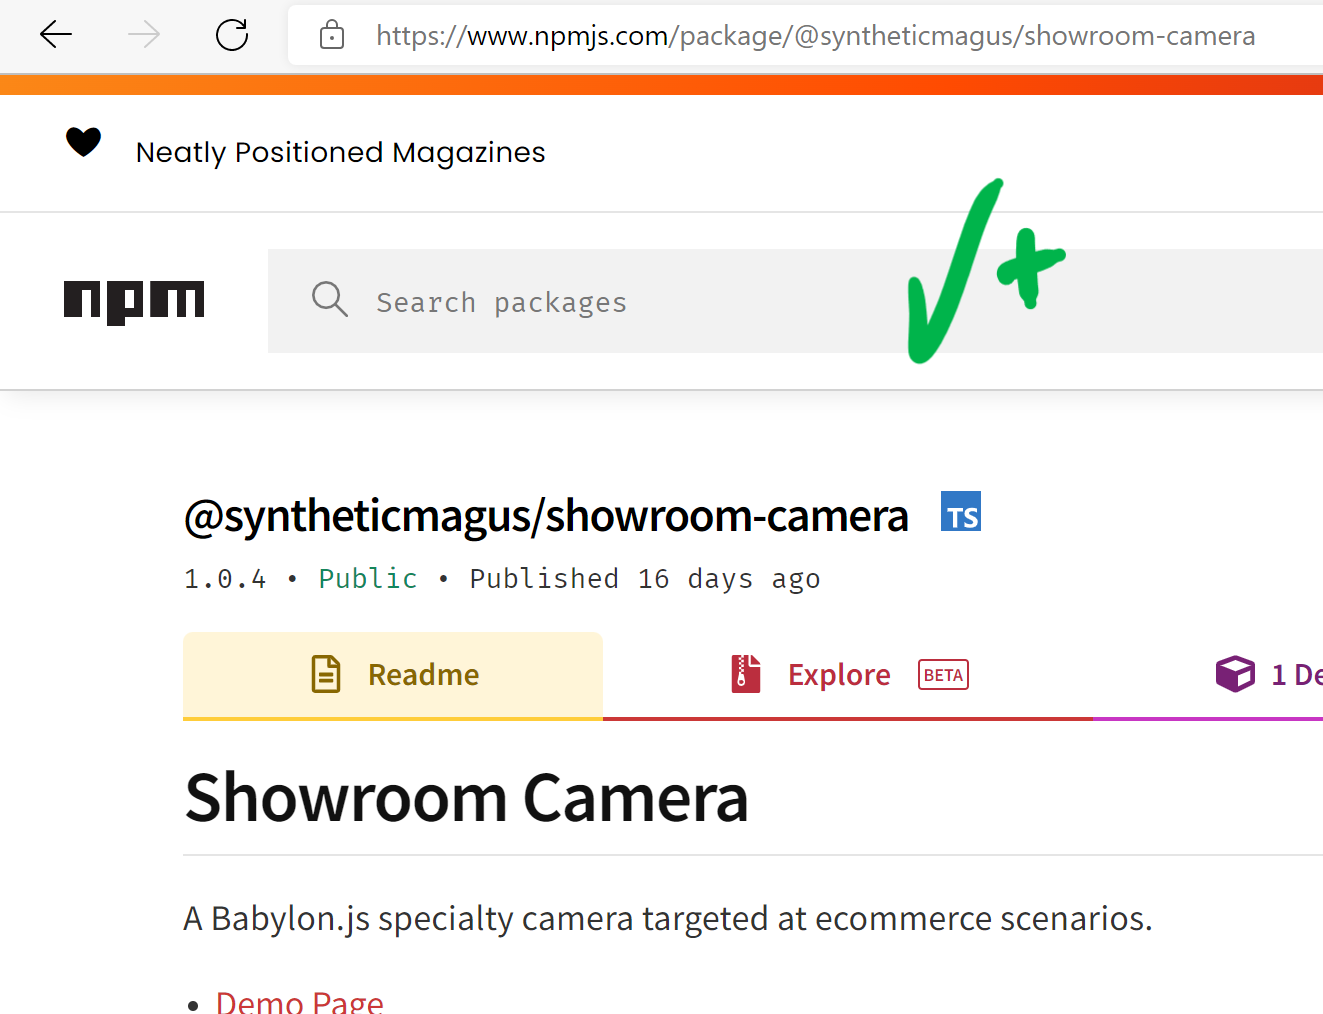 https://www.npmjs.com/package/@syntheticmagus/showroom-camera
Neatly Positioned Magazines
npm
Search packages
@syntheticmagus/showroom-camera TS
1.0.4 • Public • Published 16 days ago
Readme
Explore BETA
1 De
Showroom Camera
A Babylon.js specialty camera targeted at ecommerce scenarios.
• Demo Page